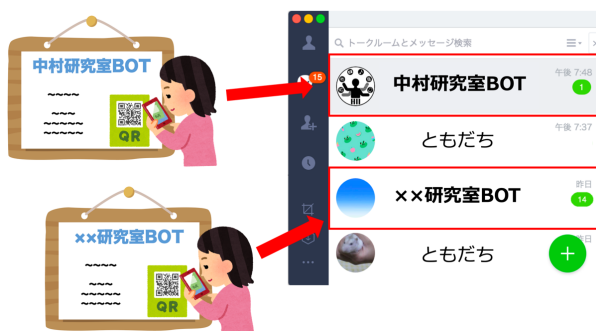 中村研究室BOT
QR
××研究室BOT
QR
15
トークルームとメッセージ検索
中村研究室BOT
午後 7:48
1
ともだち
午後 7:37
××研究室BOT
昨日
14
ともだち
昨日